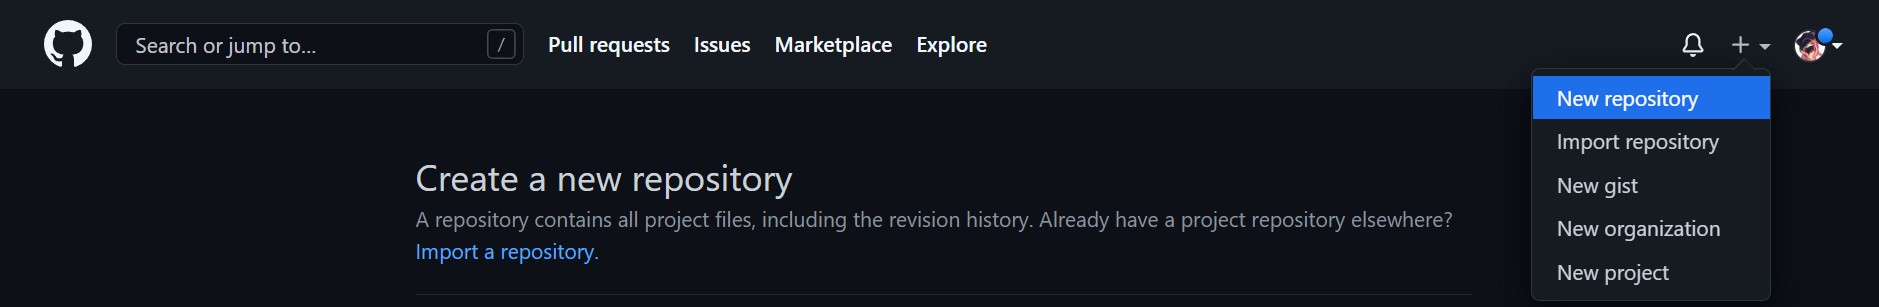 Search or jump to... /
Pull requests Issues Marketplace Explore
New repository
Import repository
New gist
New organization
New project
Create a new repository
A repository contains all project files, including the revision history. Already have a project repository elsewhere?
Import a repository.